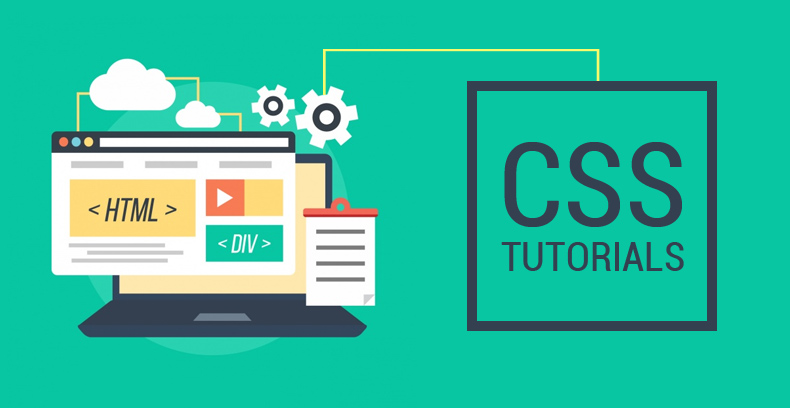 < HTML >
< DIV >
CSS
TUTORIALS